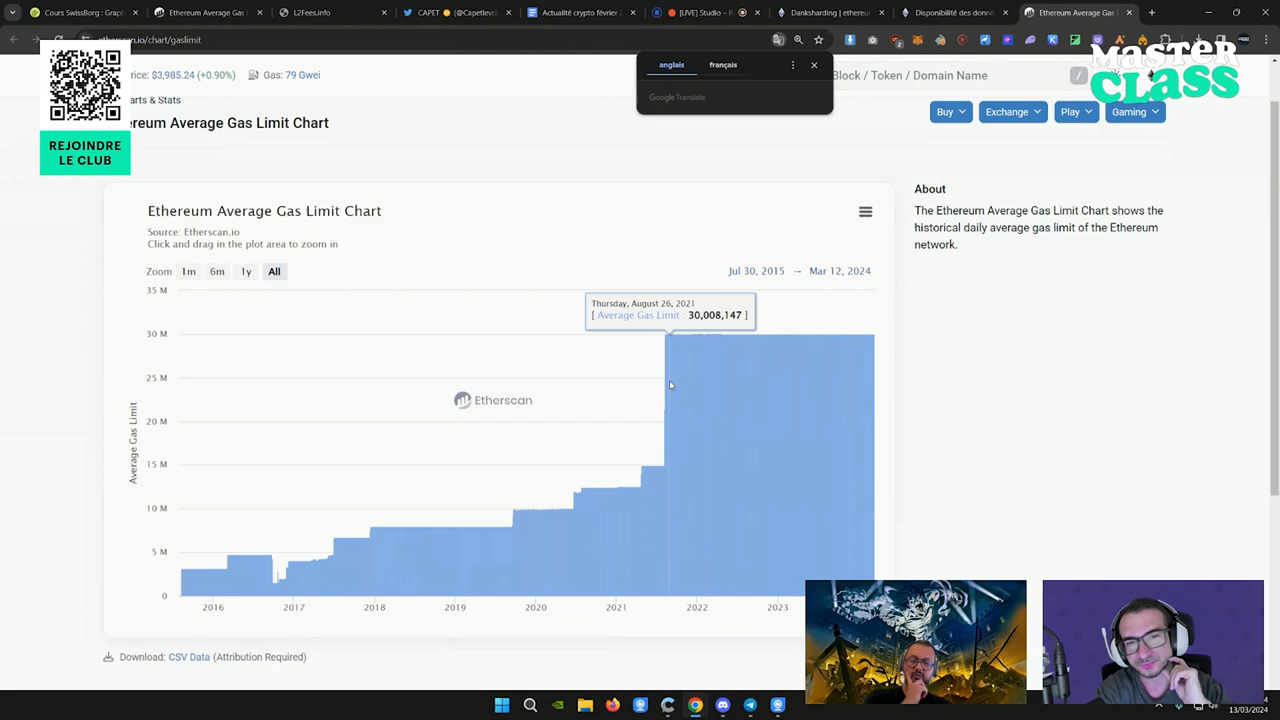 Cours SwissBorg : Graph
Ethereum Average Gas
L2Fees.info
CAPET (@Capetlevrai
Actualité crypto février 2
[LIVE] Studio – 
Danksharding | ethereum
Disponibilité des donné
Ethereum Average Gas
etherscan.io/chart/gaslimit
MASTER
CLASS
anglais
français
Google Translate
rice: $3,985.24 (+0.90%)
Gas: 79 Gwei
Block / Token / Domain Name
/
arts & Stats
ereum Average Gas Limit Chart
Buy
Exchange
Play
Gaming
REJOINDRE
LE CLUB
Ethereum Average Gas Limit Chart
Source: Etherscan.io
Click and drag in the plot area to zoom in
Zoom
1m
6m
1y
All
Jul 30, 2015 → Mar 12, 2024
About
The Ethereum Average Gas Limit Chart shows the
historical daily average gas limit of the Ethereum
network.
Thursday, August 26, 2021
[ Average Gas Limit : 30,008,147 ]
35 M
30 M
25 M
20 M
15 M
10 M
5 M
0
Average Gas Limit
Etherscan
2016
2017
2018
2019
2020
2021
2022
2023
Download: CSV Data (Attribution Required)
13/03/2024